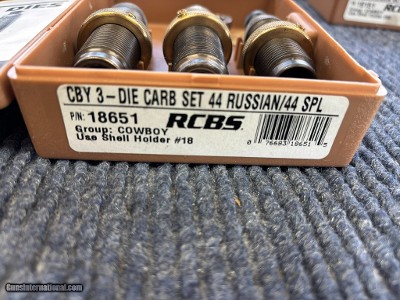 DIES
CBY 3-DIE CARB SET 44 RUSSIAN/44 SPL
P/N: 18651 RCBS.
Group: COWBOY
Use Shell Holder #18
0 76683 18651 5
©GunsInternational.com